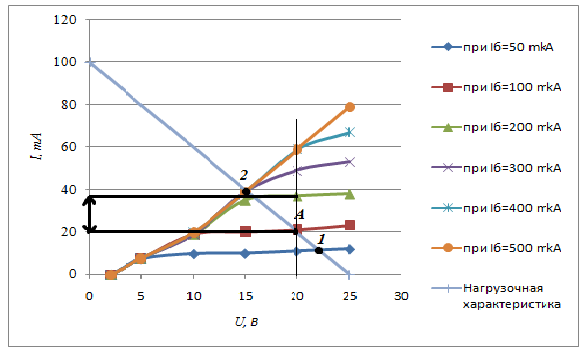 120
100
80
60
40
20
0
I, mA
0 5 10 15 20 25 30
U, в
2
A
1
при Iб=50 mkA
при Iб=100 mkA
при Iб=200 mkA
при Iб=300 mkA
при Iб=400 mkA
при Iб=500 mkA
Нагрузочная
характеристика